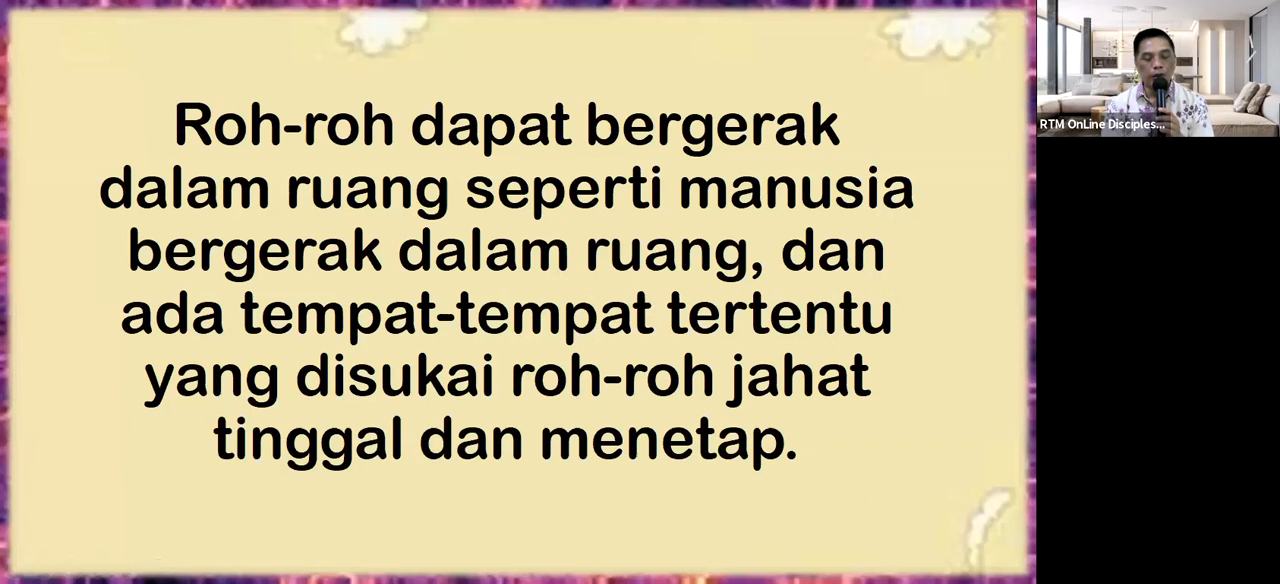 Roh-roh dapat bergerak
dalam ruang seperti manusia
bergerak dalam ruang, dan
ada tempat-tempat tertentu
yang disukai roh-roh jahat
tinggal dan menetap.
RTM OnLine Disciples...